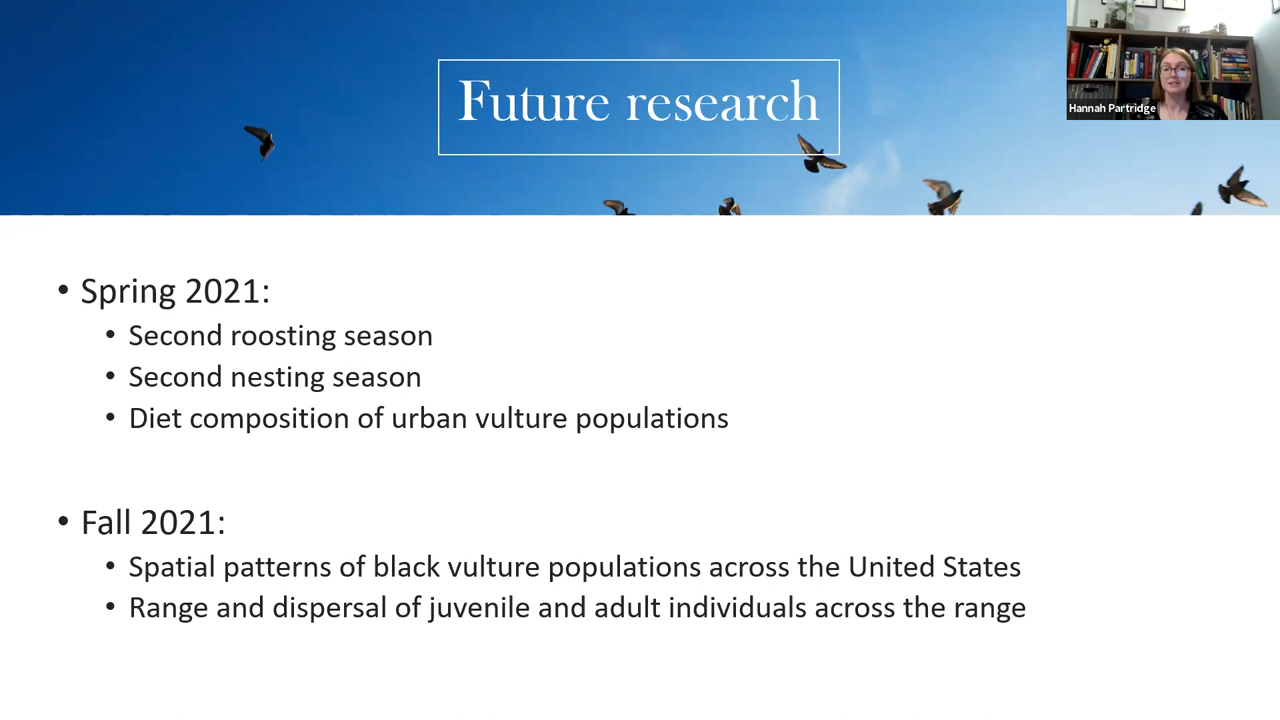 Future research
Hannah Partridge
• Spring 2021:
• Second roosting season
• Second nesting season
• Diet composition of urban vulture populations
• Fall 2021:
• Spatial patterns of black vulture populations across the United States
• Range and dispersal of juvenile and adult individuals across the range